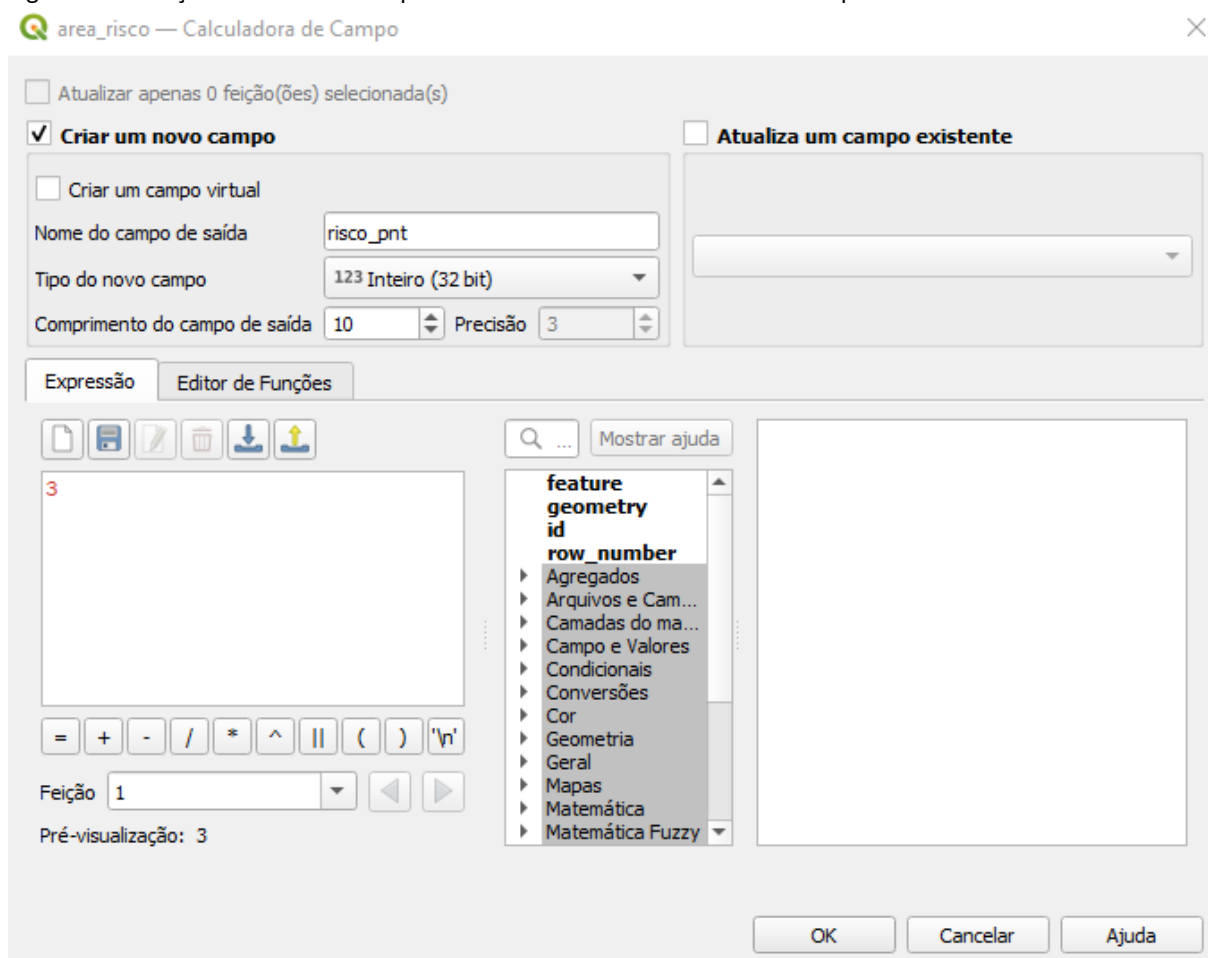 area_risco — Calculadora de Campo
Atualizar apenas 0 feição(ões) selecionada(s)
Criar um novo campo
Atualiza um campo existente
Criar um campo virtual
Nome do campo de saída risco_pnt
Tipo do novo campo 123 Inteiro (32 bit)
Comprimento do campo de saída 10 Precisão 3
Expressão Editor de Funções
... Mostrar ajuda
3
feature
geometry
id
row_number
Agregados
Arquivos e Cam...
Camadas do ma...
Campo e Valores
Condicionais
Conversões
Cor
Geometria
Geral
Mapas
Matemática
Matemática Fuzzy
= + - / * ^ || ( ) '\n'
Feição 1
Pré-visualização: 3
OK Cancelar Ajuda